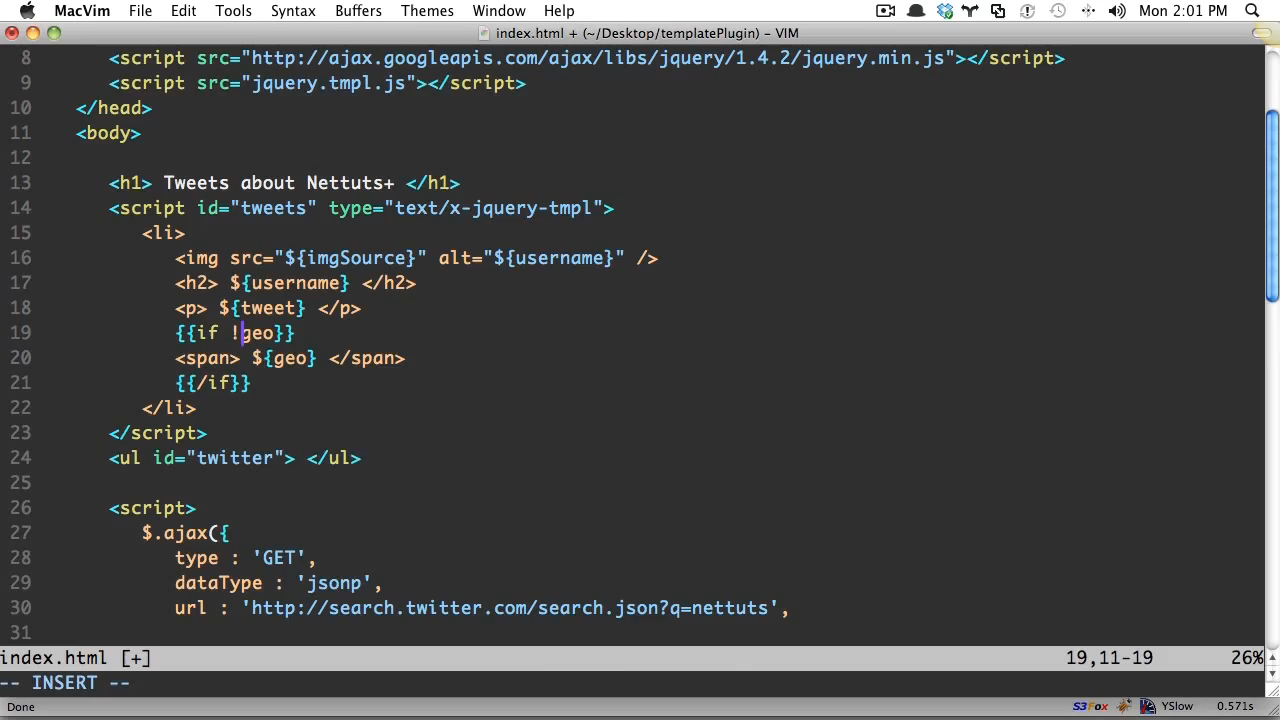 MacVim File Edit Tools Syntax Buffers Themes Window Help Mon 2:01 PM
index.html + (~/Desktop/templatePlugin) - VIM
8 <script src="http://ajax.googleapis.com/ajax/libs/jquery/1.4.2/jquery.min.js"></script>
9 <script src="jquery.tmpl.js"></script>
10 </head>
11 <body>
12
13 <h1> Tweets about Nettuts+ </h1>
14 <script id="tweets" type="text/x-jquery-tmpl">
15 <li>
16 <img src="${imgSource}" alt="${username}" />
17 <h2> ${username} </h2>
18 <p> ${tweet} </p>
19 {{if !geo}}
20 <span> ${geo} </span>
21 {{/if}}
22 </li>
23 </script>
24 <ul id="twitter"> </ul>
25
26 <script>
27 $.ajax({
28 type : 'GET',
29 dataType : 'jsonp',
30 url : 'http://search.twitter.com/search.json?q=nettuts',
31
index.html [+] 19,11-19 26%
-- INSERT --
Done S3Fox YSlow 0.571s